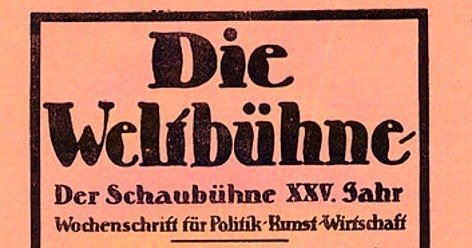 Die
Weltbühne
Der Schaubühne XXV. Jahr
Wochenschrift für Politik-Kunst-Wirtschaft